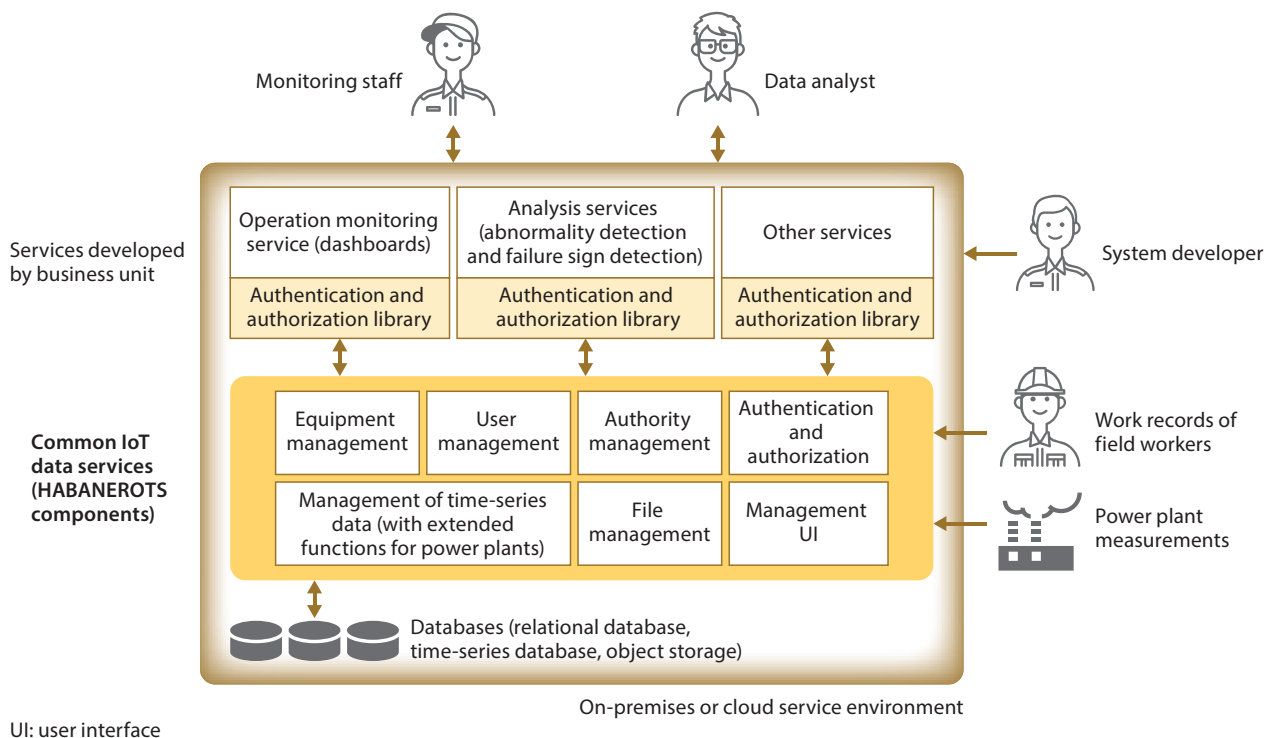 Monitoring staff
Data analyst
Services developed
by business unit
Operation monitoring
service (dashboards)
Analysis services
(abnormality detection
and failure sign detection)
Other services
Authentication and
authorization library
Authentication and
authorization library
Authentication and
authorization library
System developer
Common IoT
data services
(HABANEROTS
components)
Equipment
management
User
management
Authority
management
Authentication
and
authorization
Management of time-series
data (with extended
functions for power plants)
File
management
Management
UI
Work records of
field workers
Power plant
measurements
Databases (relational database,
time-series database, object storage)
On-premises or cloud service environment
UI: user interface